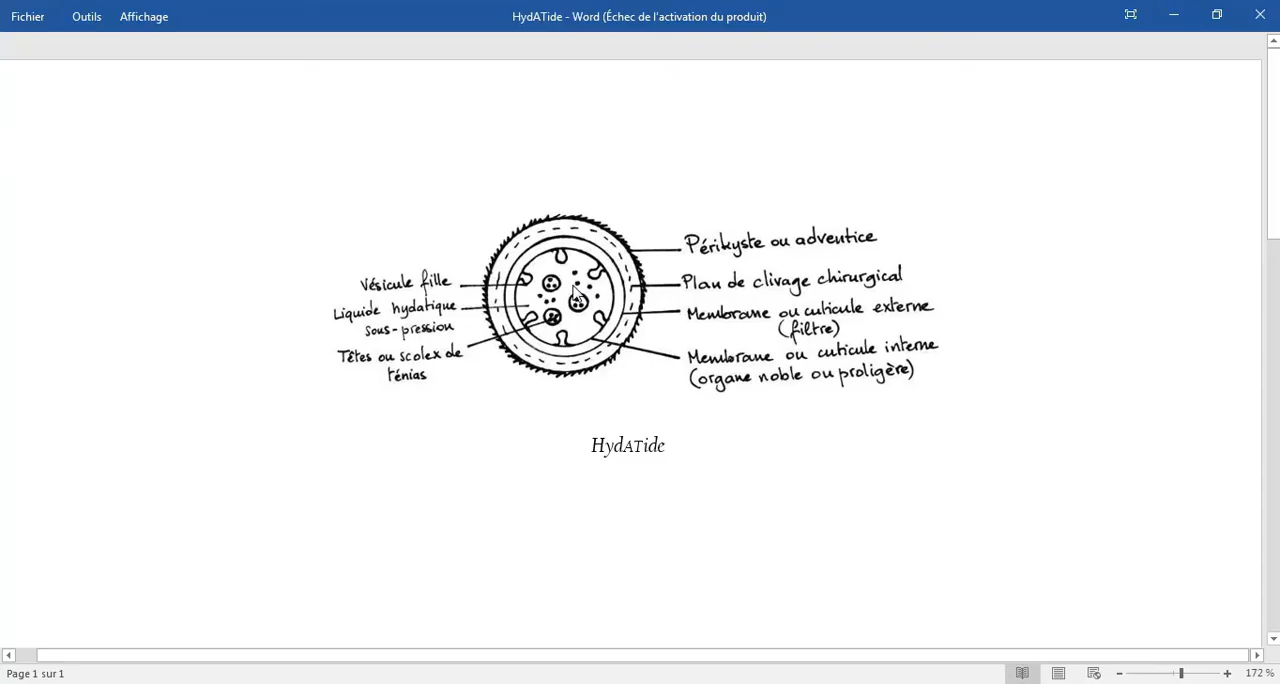 Fichier Outils Affichage HydATide - Word (Échec de l'activation du produit)
Périkyste ou adventice
Vésicule fille
Plan de clivage chirurgical
Liquide hydatique
sous-pression
Membrane ou cuticule externe
(filtre)
Têtes ou scolex de
ténias
Membrane ou cuticule interne
(organe noble ou proligère)
HydATide
Page 1 sur 1 172 %